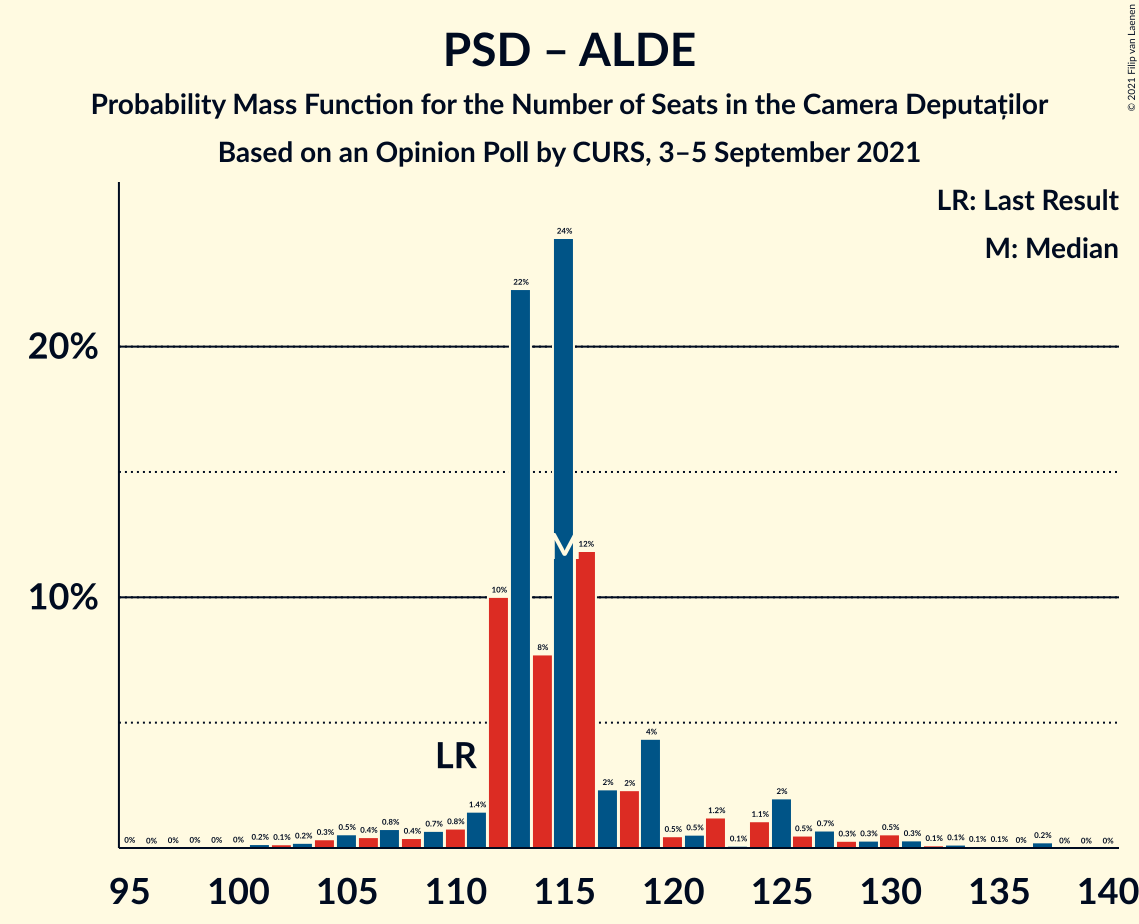 PSD – ALDE
Probability Mass Function for the Number of Seats in the Camera Deputaților
Based on an Opinion Poll by CURS, 3–5 September 2021
© 2021 Filip van Laenen
LR: Last Result
M: Median
20%
10%
0% 0% 0% 0% 0% 0% 0.2% 0.1% 0.2% 0.3% 0.5% 0.4% 0.8% 0.4% 0.7% 0.8% 1.4% 10% 22% 8% 24% 12% 2% 2% 4% 0.5% 0.5% 1.2% 0.1% 1.1% 2% 0.5% 0.7% 0.3% 0.3% 0.5% 0.3% 0.1% 0.1% 0.1% 0.1% 0% 0.2% 0% 0% 0%
M
LR
95 100 105 110 115 120 125 130 135 140